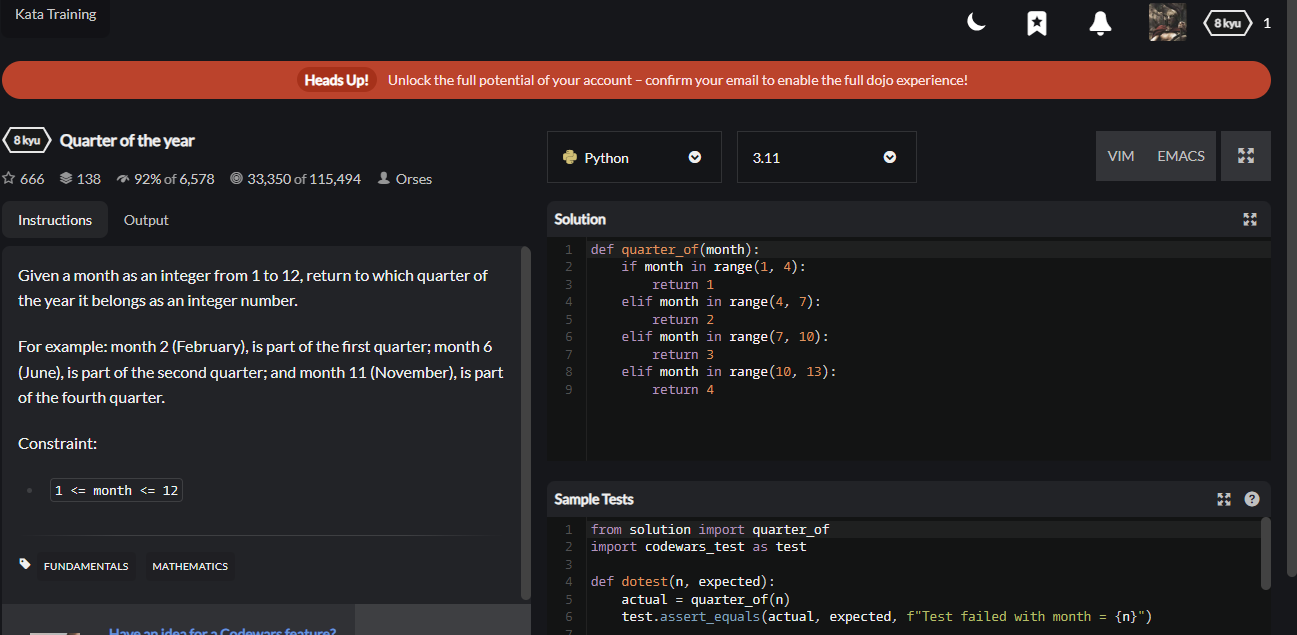 Kata Training
8 kyu 1
Heads Up! Unlock the full potential of your account – confirm your email to enable the full dojo experience!
8 kyu Quarter of the year
666 138 92% of 6,578 33,350 of 115,494 Orses
Instructions Output
Given a month as an integer from 1 to 12, return to which quarter of
the year it belongs as an integer number.
For example: month 2 (February), is part of the first quarter; month 6
(June), is part of the second quarter; and month 11 (November), is part
of the fourth quarter.
Constraint:
1 <= month <= 12
FUNDAMENTALS MATHEMATICS
Have an idea for a Codewars feature?
Python 3.11 VIM EMACS
Solution
1 def quarter_of(month):
2     if month in range(1, 4):
3         return 1
4     elif month in range(4, 7):
5         return 2
6     elif month in range(7, 10):
7         return 3
8     elif month in range(10, 13):
9         return 4
Sample Tests
1 from solution import quarter_of
2 import codewars_test as test
3
4 def dotest(n, expected):
5     actual = quarter_of(n)
6     test.assert_equals(actual, expected, f"Test failed with month = {n}")
7